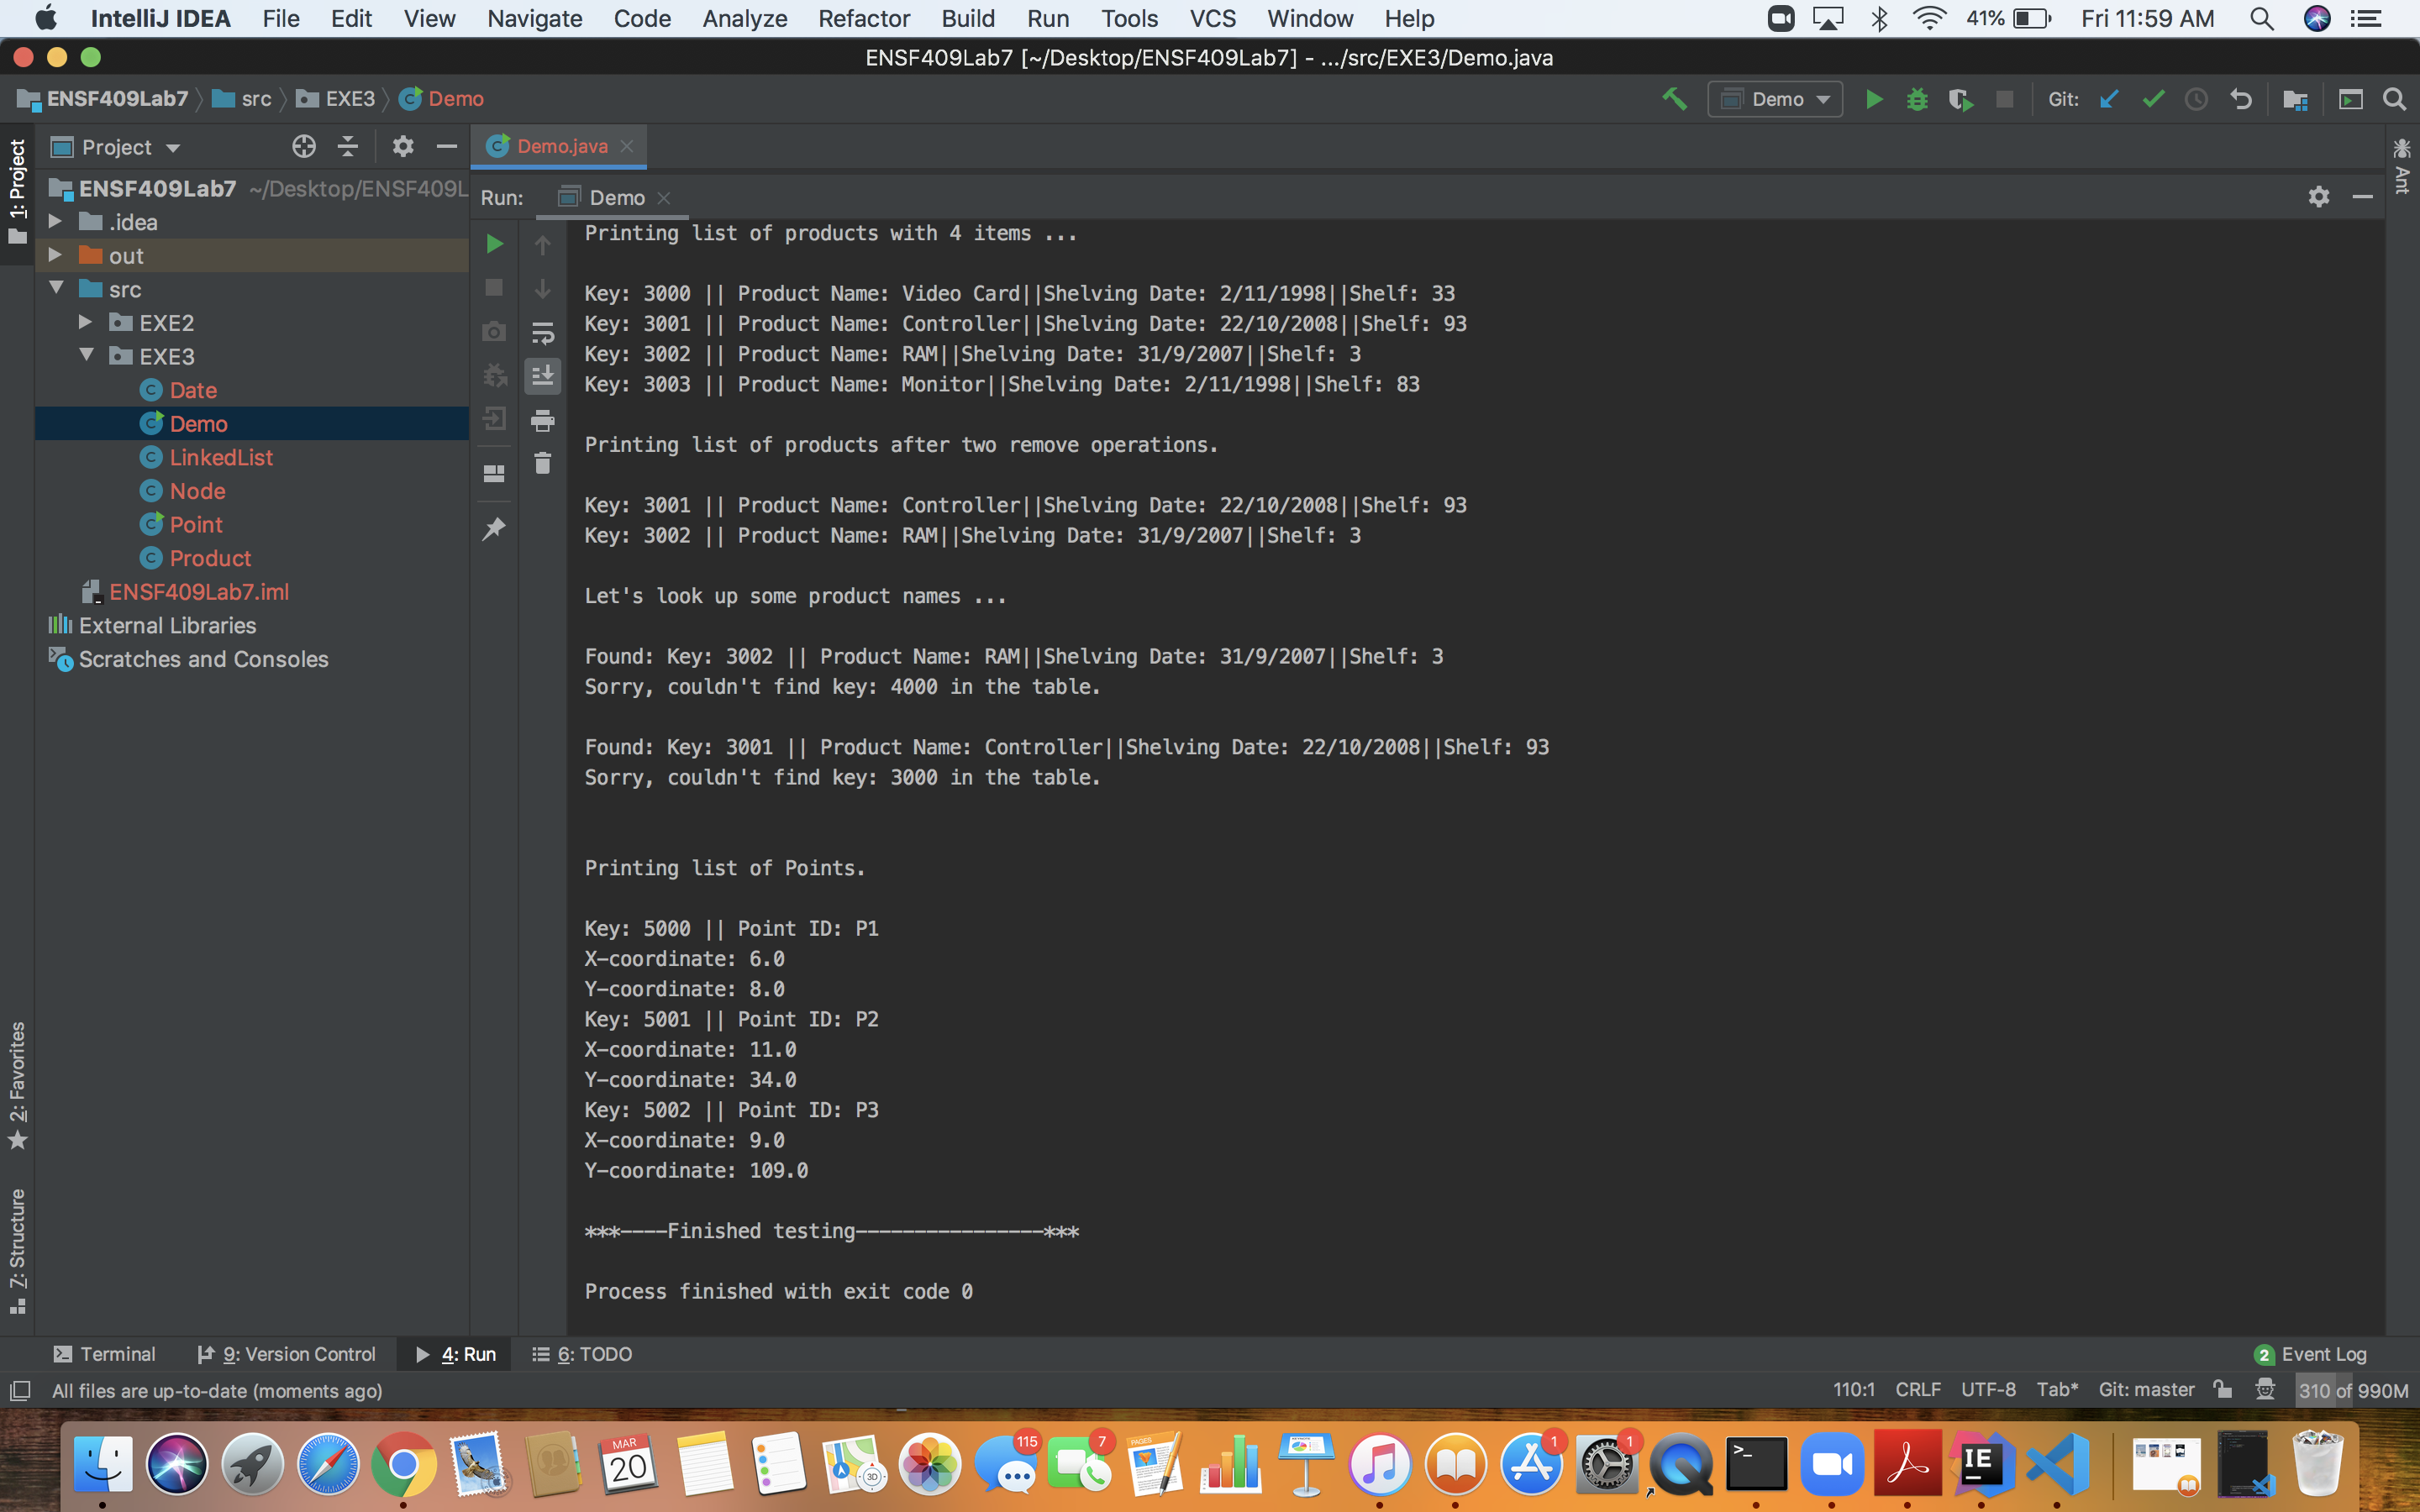 IntelliJ IDEA File Edit View Navigate Code Analyze Refactor Build Run Tools VCS Window Help 41% Fri 11:59 AM
ENSF409Lab7 [~/Desktop/ENSF409Lab7] - .../src/EXE3/Demo.java
ENSF409Lab7 src EXE3 Demo Demo Git:
1: Project
Project
Demo.java
Ant
ENSF409Lab7 ~/Desktop/ENSF409L
.idea
out
src
EXE2
EXE3
Date
Demo
LinkedList
Node
Point
Product
ENSF409Lab7.iml
External Libraries
Scratches and Consoles
Run: Demo
Printing list of products with 4 items ...
Key: 3000 || Product Name: Video Card||Shelving Date: 2/11/1998||Shelf: 33
Key: 3001 || Product Name: Controller||Shelving Date: 22/10/2008||Shelf: 93
Key: 3002 || Product Name: RAM||Shelving Date: 31/9/2007||Shelf: 3
Key: 3003 || Product Name: Monitor||Shelving Date: 2/11/1998||Shelf: 83
Printing list of products after two remove operations.
Key: 3001 || Product Name: Controller||Shelving Date: 22/10/2008||Shelf: 93
Key: 3002 || Product Name: RAM||Shelving Date: 31/9/2007||Shelf: 3
Let's look up some product names ...
Found: Key: 3002 || Product Name: RAM||Shelving Date: 31/9/2007||Shelf: 3
Sorry, couldn't find key: 4000 in the table.
Found: Key: 3001 || Product Name: Controller||Shelving Date: 22/10/2008||Shelf: 93
Sorry, couldn't find key: 3000 in the table.
Printing list of Points.
Key: 5000 || Point ID: P1
X-coordinate: 6.0
Y-coordinate: 8.0
Key: 5001 || Point ID: P2
X-coordinate: 11.0
Y-coordinate: 34.0
Key: 5002 || Point ID: P3
X-coordinate: 9.0
Y-coordinate: 109.0
***----Finished testing----------------***
Process finished with exit code 0
2: Favorites
7: Structure
Terminal 9: Version Control 4: Run 6: TODO 2 Event Log
All files are up-to-date (moments ago) 110:1 CRLF UTF-8 Tab* Git: master 310 of 990M
MAR
20
3D
115
7
PAGES
1
1
>_
IE